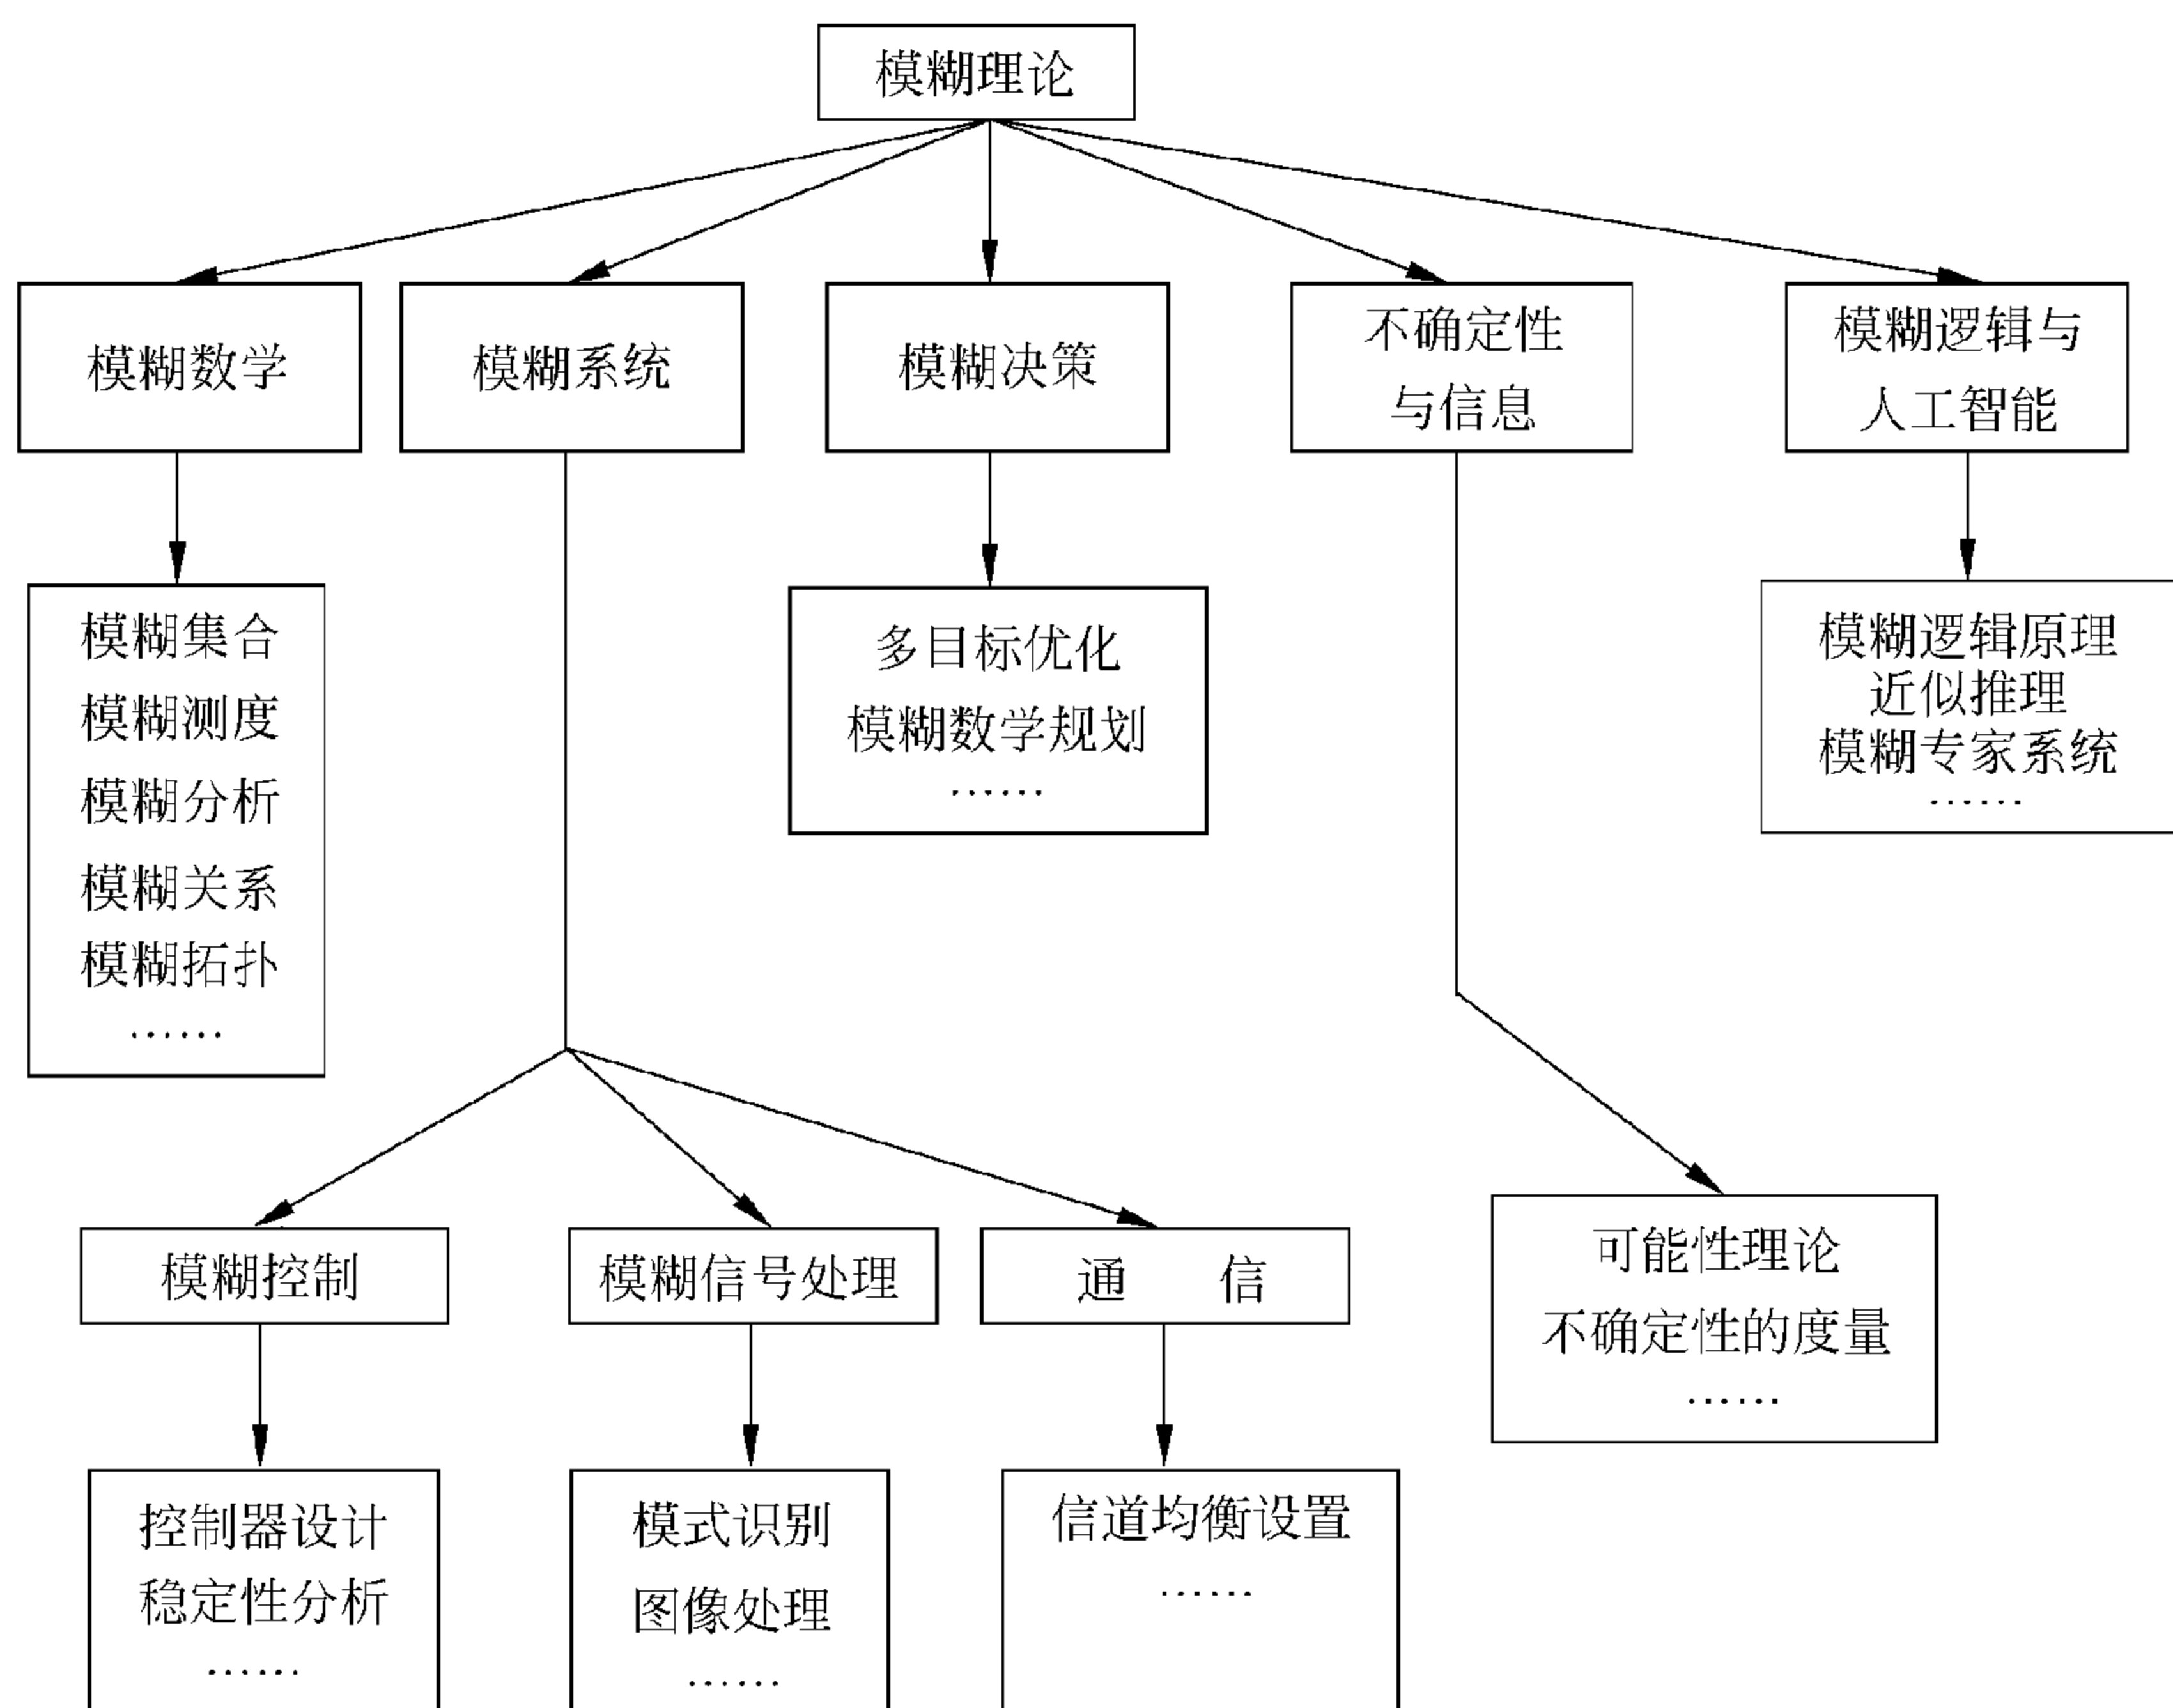 模糊理论
模糊数学
模糊系统
模糊决策
不确定性
与信息
模糊逻辑与
人工智能
模糊集合
模糊测度
模糊分析
模糊关系
模糊拓扑
……
多目标优化
模糊数学规划
……
模糊逻辑原理
近似推理
模糊专家系统
……
模糊控制
模糊信号处理
通 信
可能性理论
不确定性的度量
……
控制器设计
稳定性分析
……
模式识别
图像处理
……
信道均衡设置
……